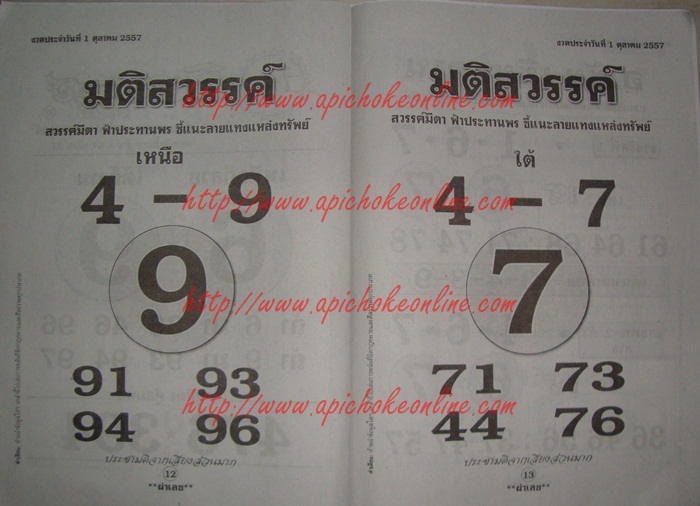 งวดประจำวันที่ 1 ตุลาคม 2557
มติสวรรค์
สวรรค์มีตา ฟ้าประทานพร ชี้แนะลายแทงแหล่งทรัพย์
เหนือ
4 – 9
9
91 93
94 96
ประชามติจากเสียงส่วนมาก
12
**ผ่าเลย**
งวดประจำวันที่ 1 ตุลาคม 2557
มติสวรรค์
สวรรค์มีตา ฟ้าประทานพร ชี้แนะลายแทงแหล่งทรัพย์
ใต้
4 – 7
7
71 73
44 76
ประชามติจากเสียงส่วนมาก
13
**ผ่าเลย**
http://www.apichokeonline.com
http://www.apichokeonline.com
http://www.apichokeonline.com
http://www.apichokeonline.com